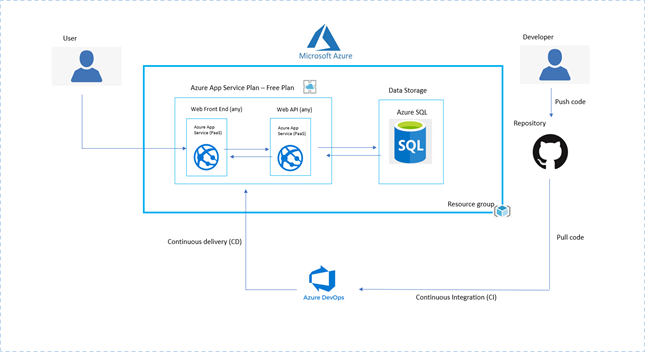 User
Microsoft Azure
Developer
Azure App Service Plan – Free Plan
Data Storage
Push code
Web Front End (any)
Web API (any)
Azure SQL
Repository
Azure App
Service (PaaS)
Azure App
Service (PaaS)
SQL
Resource group
Continuous delivery (CD)
Pull code
Azure DevOps
Continuous Integration (CI)